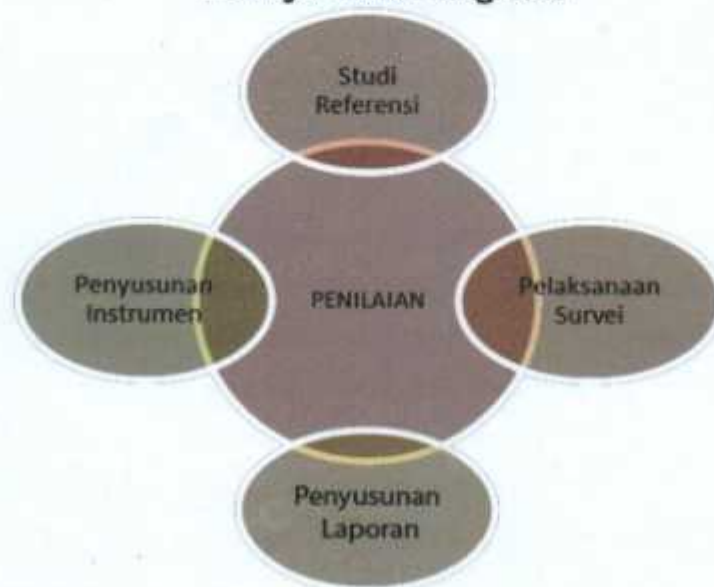 Studi
Referensi
Penyusunan
Instrumen
PENILAIAN
Pelaksanaan
Survei
Penyusunan
Laporan